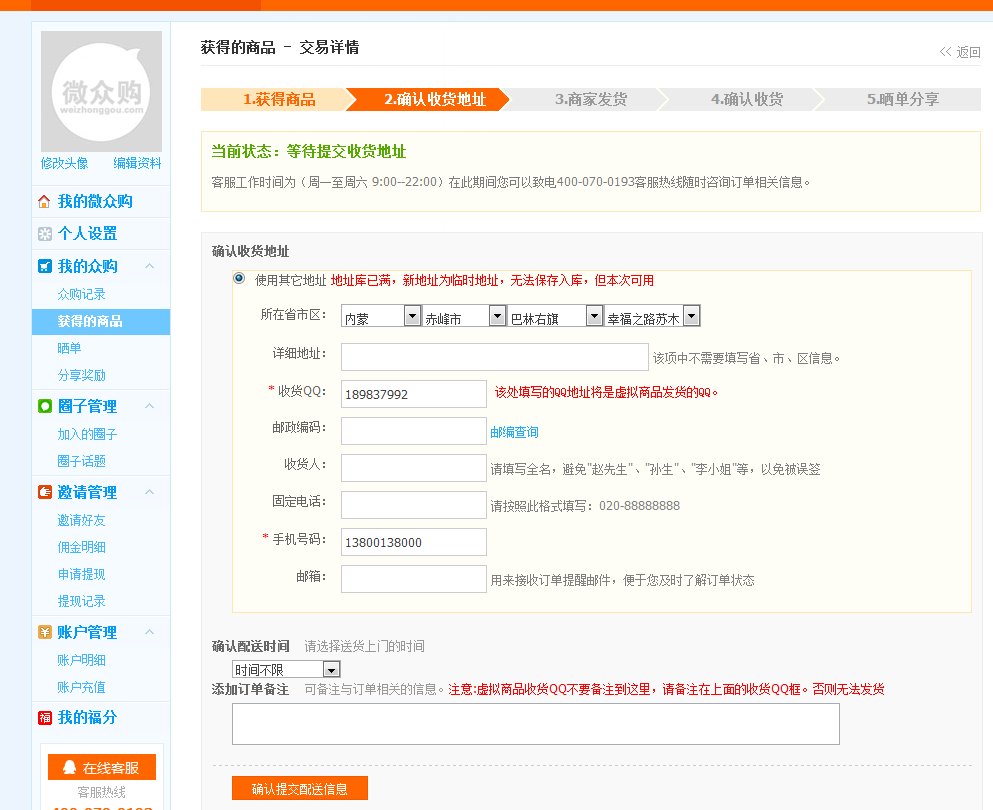 微众购
weizhonggou.com
修改头像 编辑资料
我的微众购
个人设置
我的众购
众购记录
获得的商品
晒单
分享奖励
圈子管理
加入的圈子
圈子话题
邀请管理
邀请好友
佣金明细
申请提现
提现记录
账户管理
账户明细
账户充值
福 我的福分
在线客服
客服热线
400-070-0193
获得的商品 - 交易详情
<< 返回
1.获得商品 2.确认收货地址 3.商家发货 4.确认收货 5.晒单分享
当前状态：等待提交收货地址
客服工作时间为（周一至周六 9:00--22:00）在此期间您可以致电400-070-0193客服热线随时咨询订单相关信息。
确认收货地址
使用其它地址 地址库已满，新地址为临时地址，无法保存入库，但本次可用
所在省市区： 内蒙 赤峰市 巴林右旗 幸福之路苏木
详细地址： 该项中不需要填写省、市、区信息。
* 收货QQ： 189837992 该处填写的QQ地址将是虚拟商品发货的QQ。
邮政编码： 邮编查询
收货人： 请填写全名，避免"赵先生"、"孙生"、"李小姐"等，以免被误签
固定电话： 请按照此格式填写：020-88888888
* 手机号码： 13800138000
邮箱： 用来接收订单提醒邮件，便于您及时了解订单状态
确认配送时间 请选择送货上门的时间
时间不限
添加订单备注 可备注与订单相关的信息。注意:虚拟商品收货QQ不要备注到这里，请备注在上面的收货QQ框。否则无法发货
确认提交配送信息